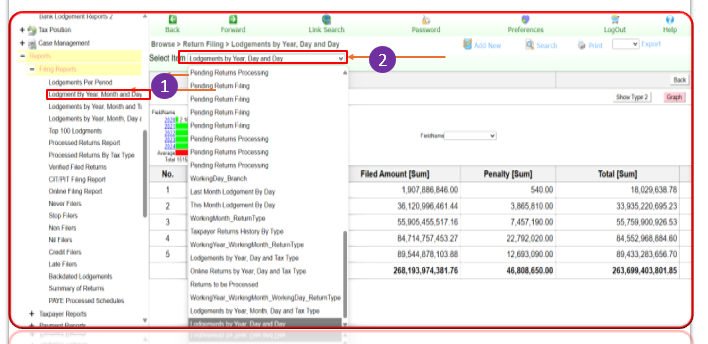 Bank Lodgement Reports 2
Tax Position
Case Management
Reports
Filing Reports
Lodgements Per Period
Lodgment By Year, Month and Day
Lodgements by Year, Month and T
Lodgements by Year, Month, Day
Top 100 Lodgments
Processed Returns Report
Processed Returns By Tax Type
Verified Filed Returns
CIT/PIT Filing Report
Online Filing Report
Never Filers
Stop Filers
Non Filers
Nil Filers
Credit Filers
Late Filers
Backdated Lodgements
Summary of Returns
PAYE Processed Schedules
Taxpayer Reports
Payment Reports
Back Forward Link Search Password Preferences LogOut Help
Browse > Return Filing > Lodgements by Year, Day and Day
Add New Search Print Export
Select Item Lodgements by Year, Day and Day
2
1
Pending Returns Processing
Pending Return Filing
Pending Return Filing
Pending Return Filing
Pending Return Filing
Pending Returns Processing
Pending Returns Processing
Pending Returns Processing
WorkingDay_Branch
Last Month Lodgement By Day
This Month Lodgement By Day
WorkingMonth_ReturnType
Taxpayer Returns History By Type
WorkingYear_WorkingMonth_ReturnType
Lodgements by Year, Day and Tax Type
Online Returns by Year, Day and Tax Type
Returns to be Processed
WorkingYear_WorkingMonth_WorkingDay_ReturnType
Lodgements by Year, Month, Day and Tax Type
Lodgements by Year, Day and Day
Back
Show Type 2 Graph
FieldName
2020
2021
2022
2023
2024
Average
FieldName
No. Filed Amount [Sum] Penalty [Sum] Total [Sum]
1 1,907,886,846.00 540.00 18,029,638.78
2 36,120,996,461.44 3,865,810.00 33,935,220,695.23
3 55,905,455,517.16 7,457,190.00 55,759,900,926.53
4 84,714,757,453.27 22,792,020.00 84,552,968,884.60
5 89,544,878,103.88 12,693,090.00 89,433,283,656.70
268,193,974,381.76 46,808,650.00 263,699,403,801.85